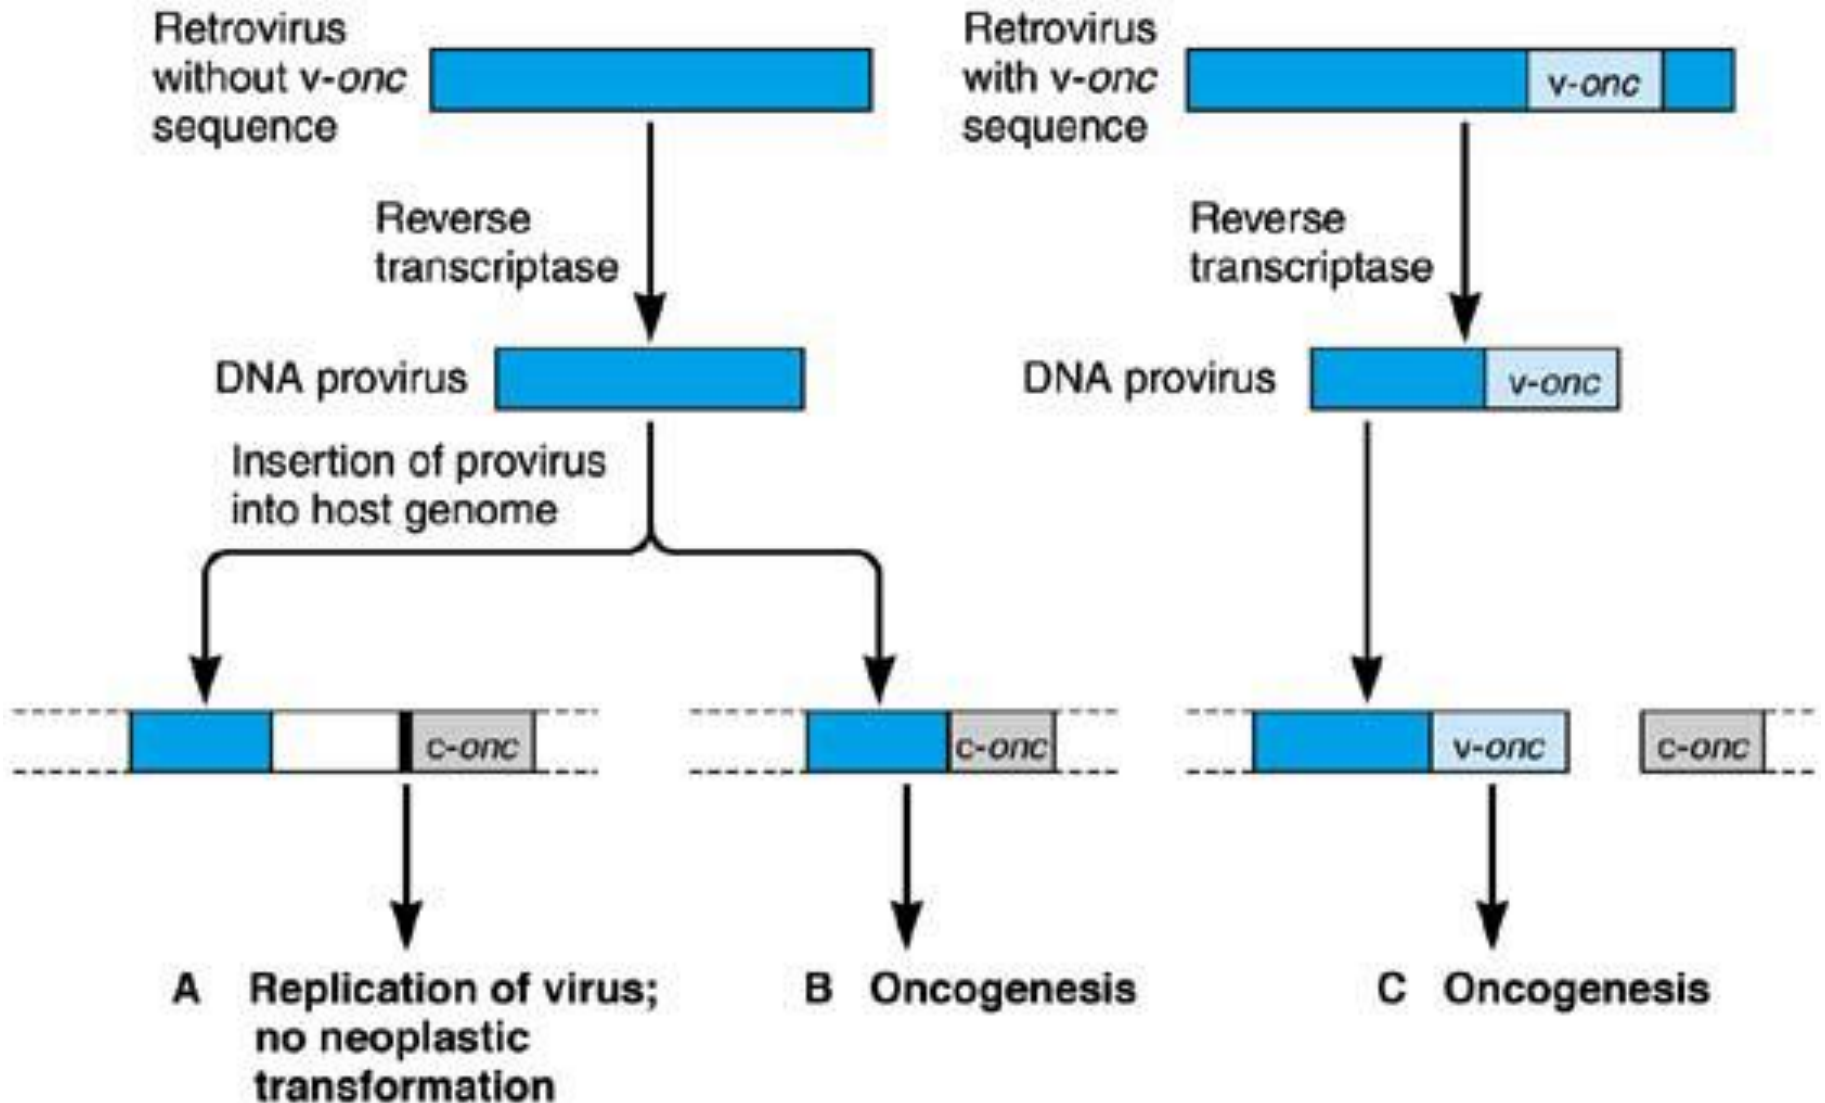 Retrovirus
without v-onc
sequence
Retrovirus
with v-onc
sequence
v-onc
Reverse
transcriptase
Reverse
transcriptase
DNA provirus
DNA provirus
v-onc
Insertion of provirus
into host genome
c-onc
c-onc
v-onc
c-onc
A Replication of virus;
no neoplastic
transformation
B Oncogenesis
C Oncogenesis